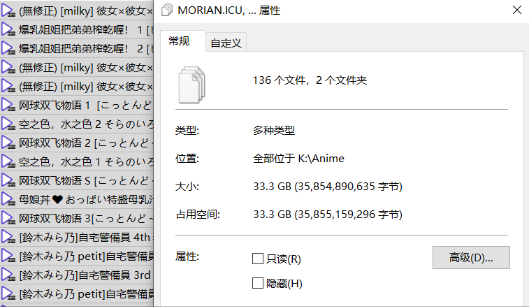 (無修正) [milky] 彼女×彼女×
爆乳姐姐把弟弟榨乾喔！ 1 [
爆乳姐姐把弟弟榨乾喔！ 2 [
(無修正) [milky] 彼女×彼女×
(無修正) [milky] 彼女×彼女×
网球双飞物语 1 [こっとんど~
空之色，水之色 2 そらのいろ
网球双飞物语 2 [こっとんど~
空之色，水之色 1 そらのいろ
网球双飞物语 S [こっとんど~
母娘丼❤おっぱい特盛母乳汁
网球双飞物语 3[こっとんど~
[鈴木みら乃]自宅警備員 4th
[鈴木みら乃 petit]自宅警備員
[鈴木みら乃]自宅警備員 3rd
[鈴木みら乃 petit]自宅警備員
MORIAN.ICU, ... 属性
常规 自定义
136 个文件，2 个文件夹
类型: 多种类型
位置: 全部位于 K:\Anime
大小: 33.3 GB (35,854,890,635 字节)
占用空间: 33.3 GB (35,855,159,296 字节)
属性: 只读(R) 高级(D)...
隐藏(H)